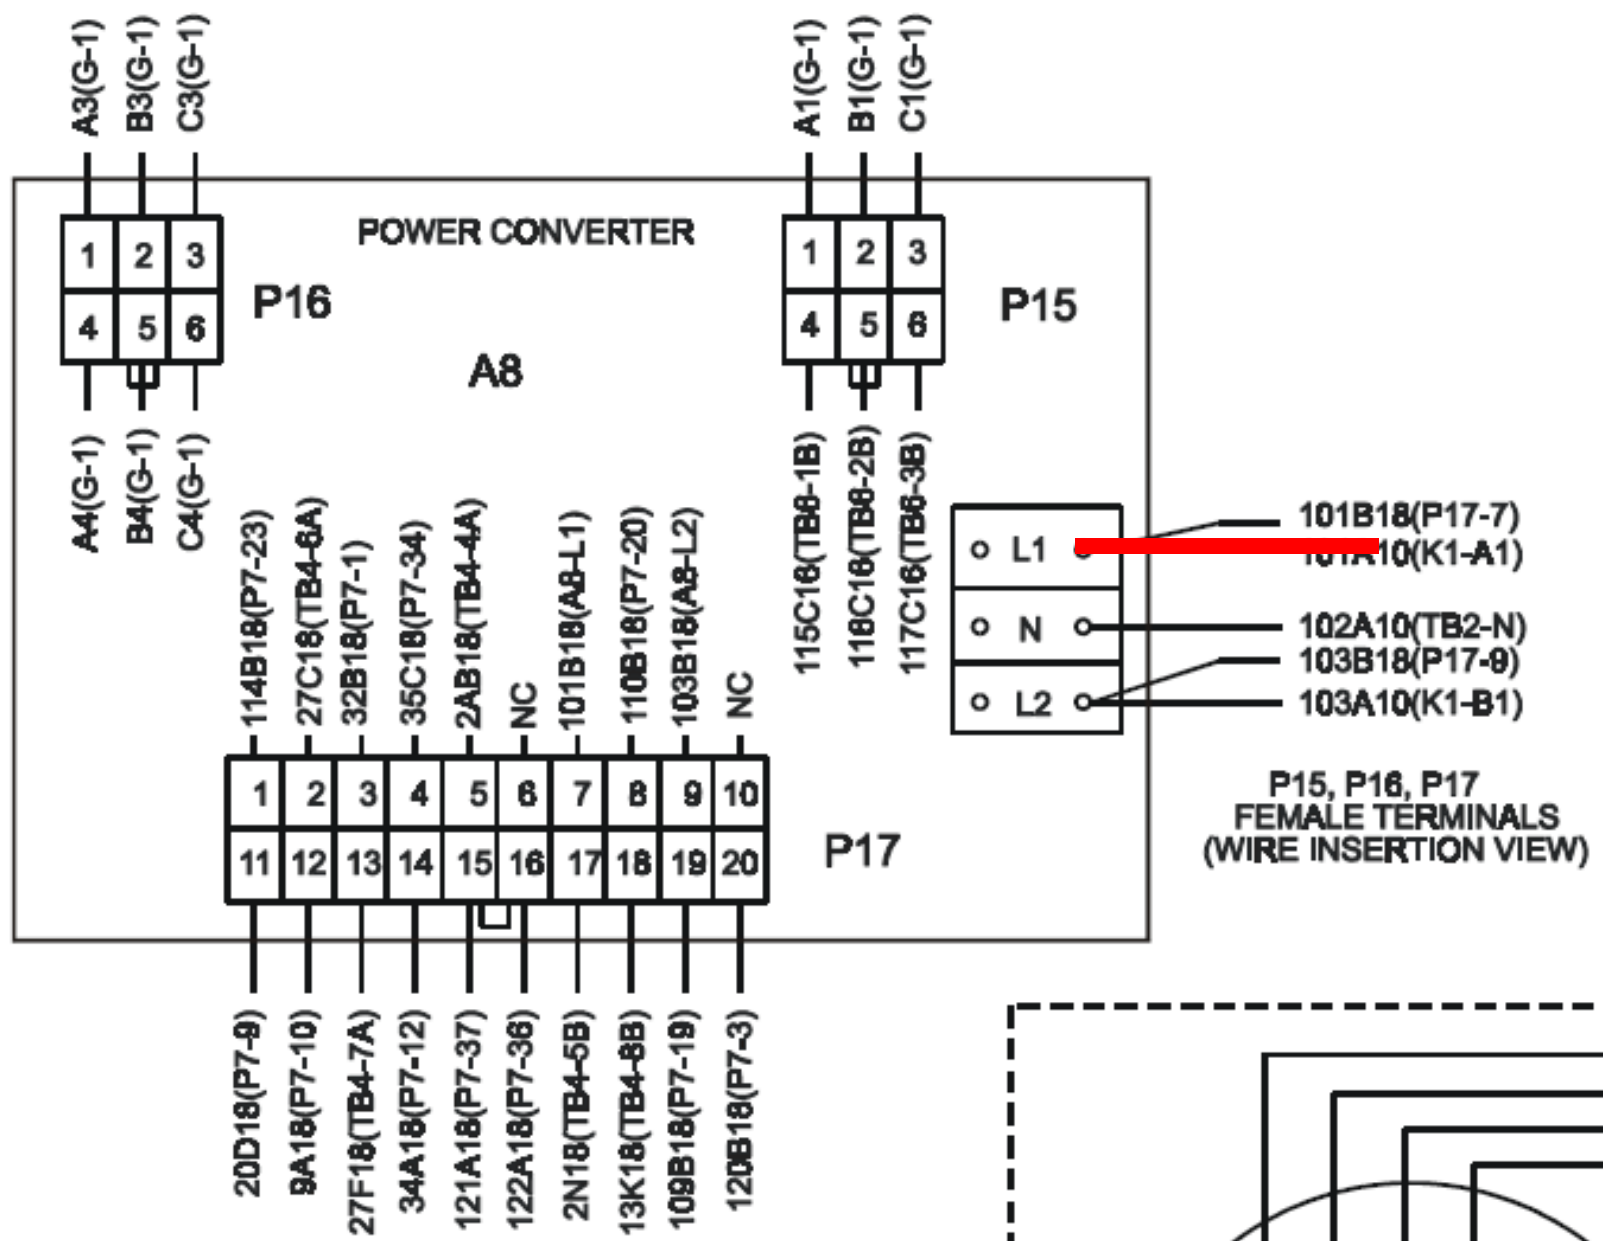 A3(G-1)
B3(G-1)
C3(G-1)
A1(G-1)
B1(G-1)
C1(G-1)
POWER CONVERTER
1 2 3
4 5 6
P16
A8
1 2 3
4 5 6
P15
A4(G-1)
B4(G-1)
C4(G-1)
115C16(TB6-1B)
116C16(TB6-2B)
117C16(TB6-3B)
L1
N
L2
101B18(P17-7)
10(K1-A1)
102A10(TB2-N)
103B18(P17-9)
103A10(K1-B1)
114B18(P7-23)
27C18(TB4-6A)
32B18(P7-1)
35C18(P7-34)
2AB18(TB4-4A)
NC
101B18(A8-L1)
110B18(P7-20)
103B18(A8-L2)
NC
1 2 3 4 5 6 7 8 9 10
11 12 13 14 15 16 17 18 19 20
P17
P15, P16, P17
FEMALE TERMINALS
(WIRE INSERTION VIEW)
20D18(P7-9)
9A18(P7-10)
27F18(TB4-7A)
34A18(P7-12)
121A18(P7-37)
122A18(P7-36)
2N18(TB4-5B)
13K18(TB4-8B)
109B18(P7-19)
120B18(P7-3)